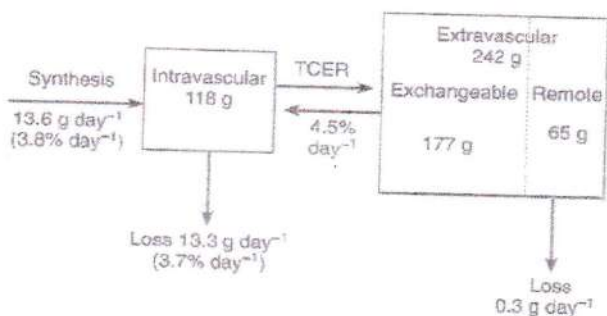 Synthesis
13.6 g day⁻¹
(3.8% day⁻¹)
Intravascular
118 g
Loss 13.3 g day⁻¹
(3.7% day⁻¹)
TCER
4.5%
day⁻¹
Extravascular
242 g
Exchangeable
177 g
Remote
65 g
Loss
0.3 g day⁻¹